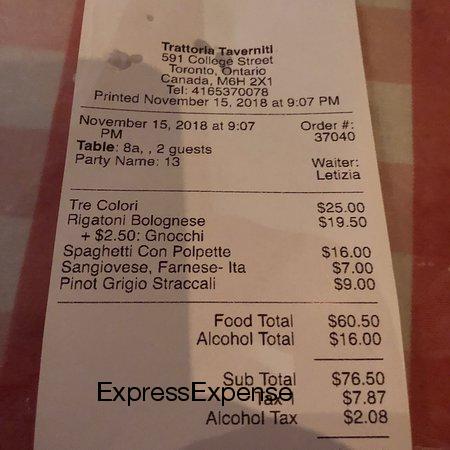 Trattoria Taverniti
591 College Street
Toronto, Ontario
Canada, M6H 2X1
Tel: 4165370078
Printed November 15, 2018 at 9:07 PM
November 15, 2018 at 9:07 PM Order #: 37040
Table: 8a, , 2 guests
Party Name: 13 Waiter: Letizia
Tre Colori $25.00
Rigatoni Bolognese $19.50
+ $2.50: Gnocchi
Spaghetti Con Polpette $16.00
Sangiovese, Farnese- Ita $7.00
Pinot Grigio Straccali $9.00
Food Total $60.50
Alcohol Total $16.00
Sub Total $76.50
ExpressExpense
Tax 1 $7.87
Alcohol Tax $2.08